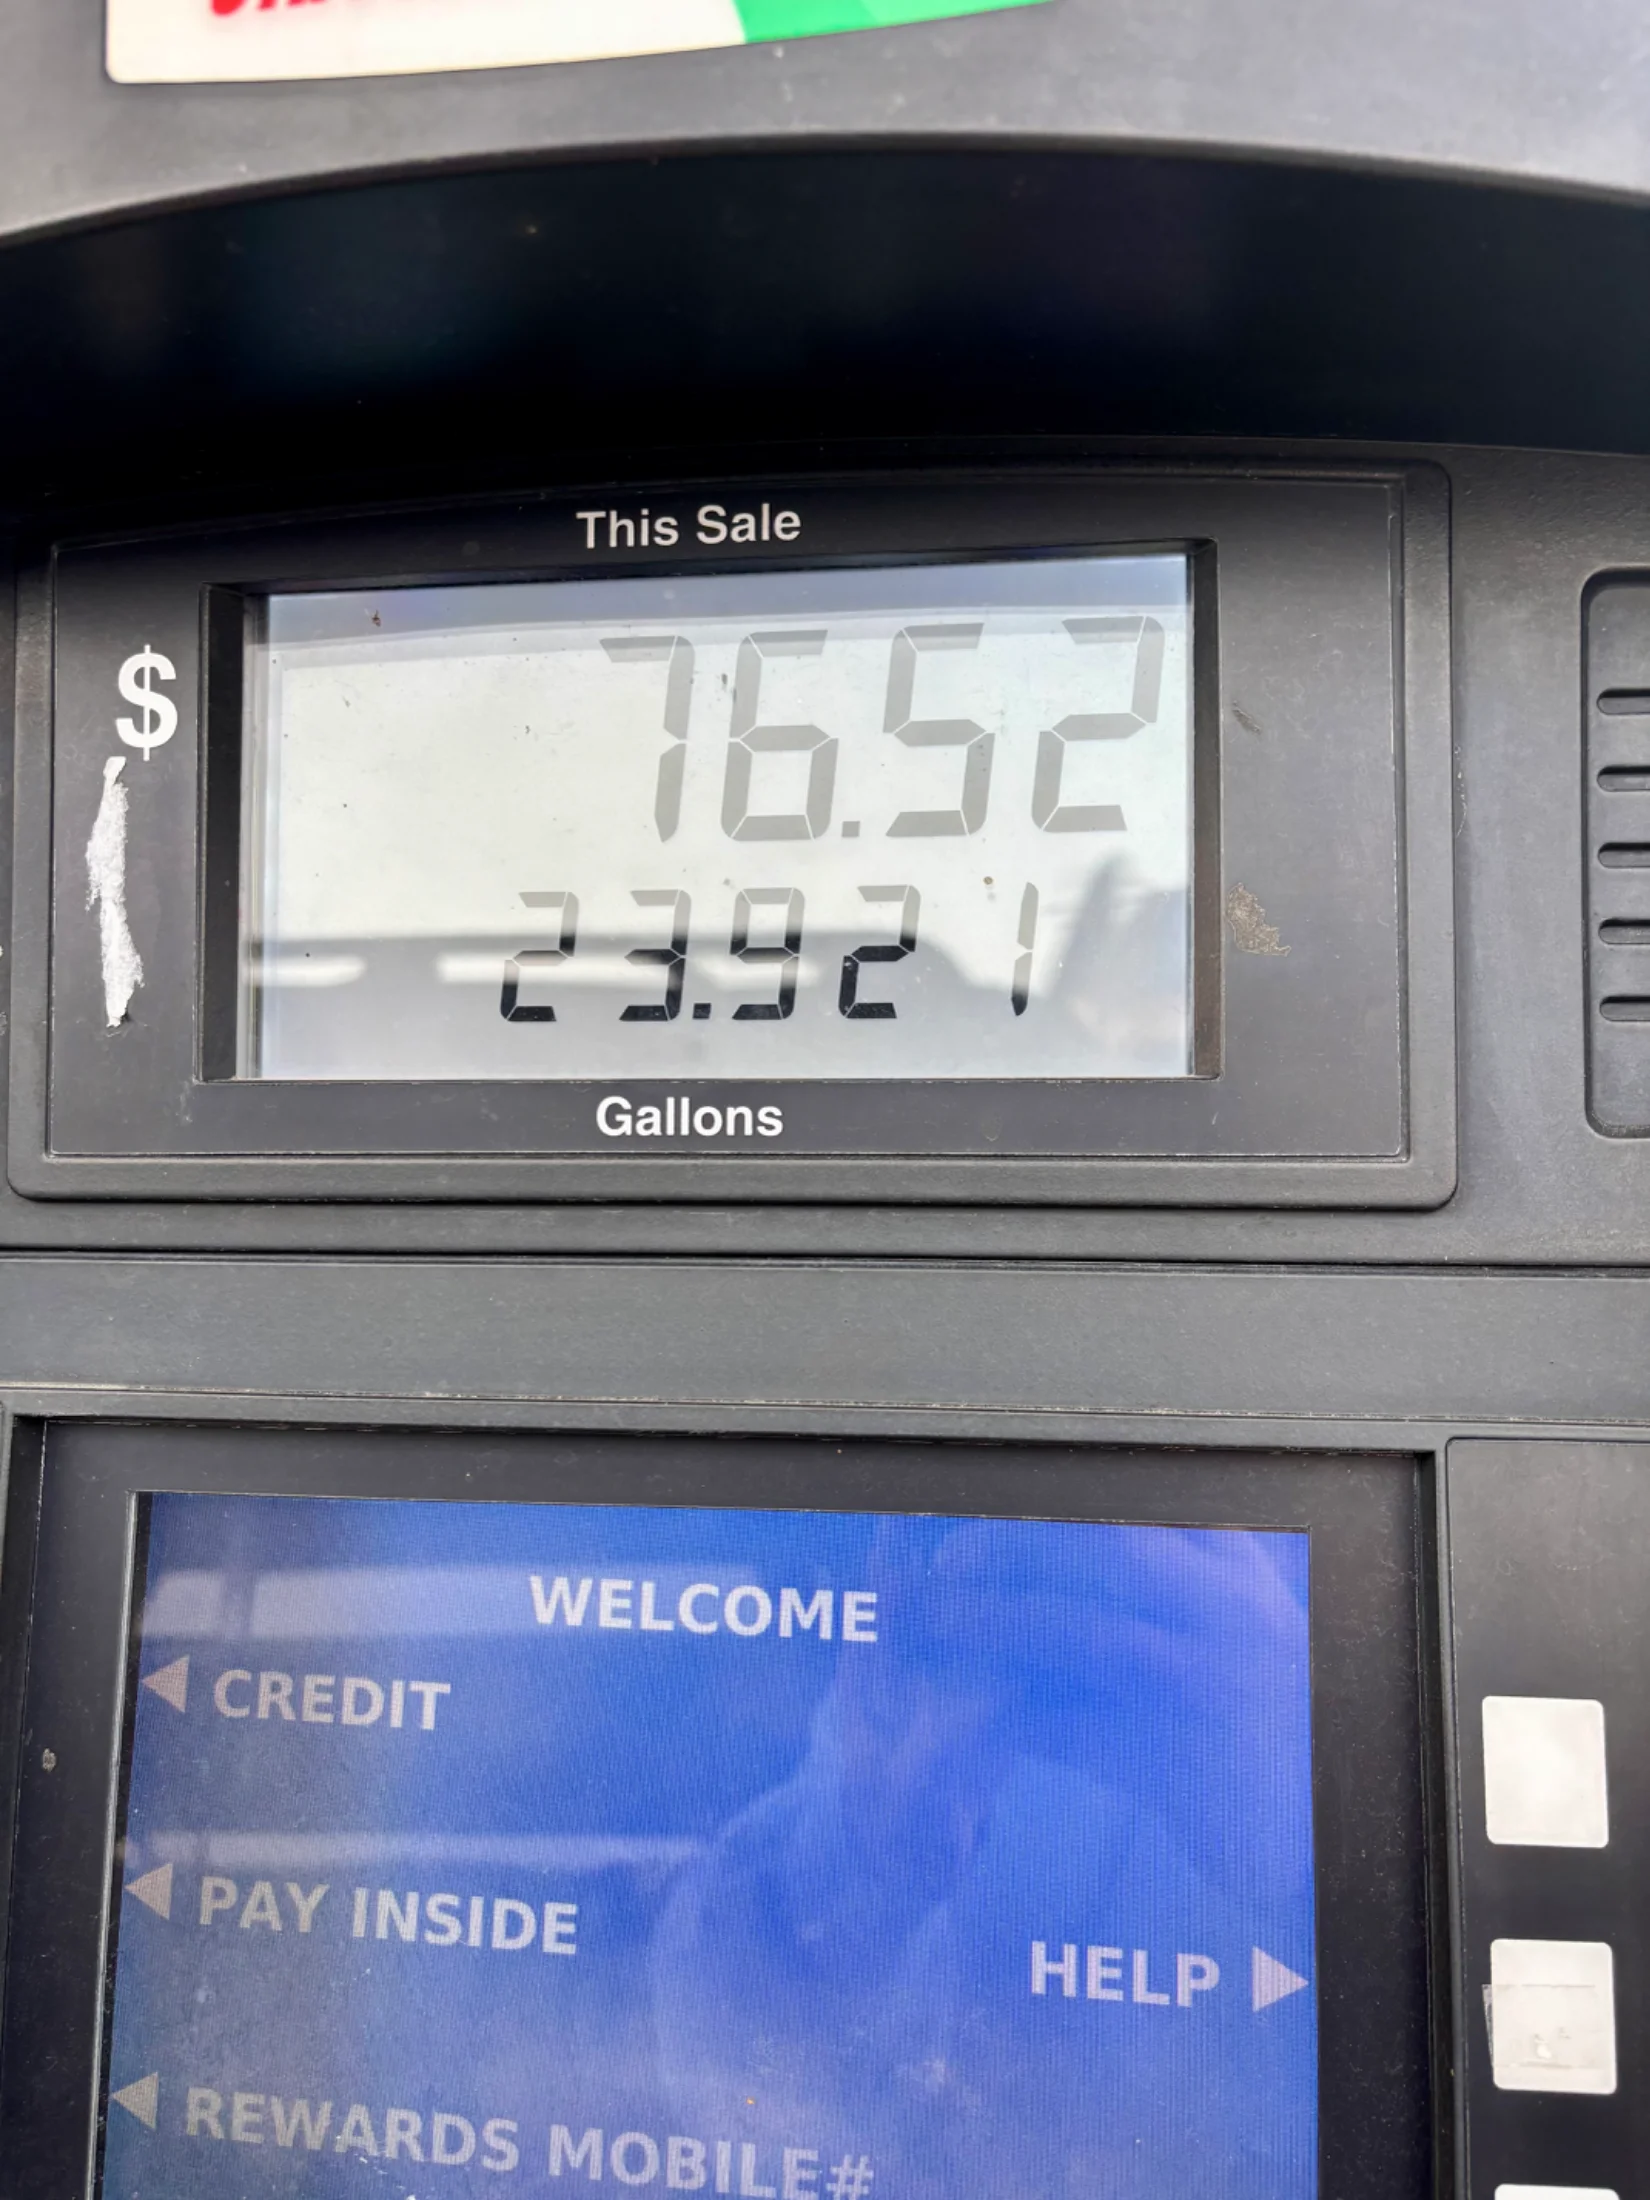 This Sale
$ 76.52
23.921
Gallons
WELCOME
CREDIT
PAY INSIDE
HELP
REWARDS MOBILE#